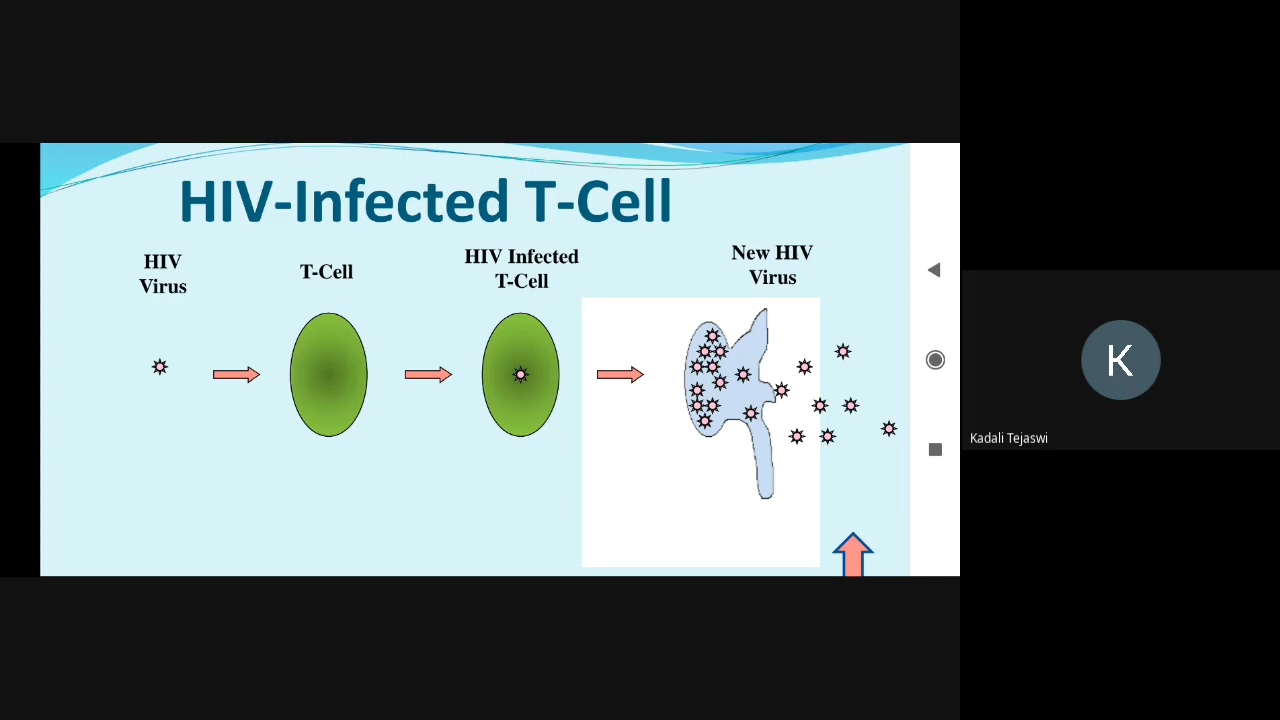 HIV-Infected T-Cell
HIV
Virus
T-Cell
HIV Infected
T-Cell
New HIV
Virus
K
Kadali Tejaswi